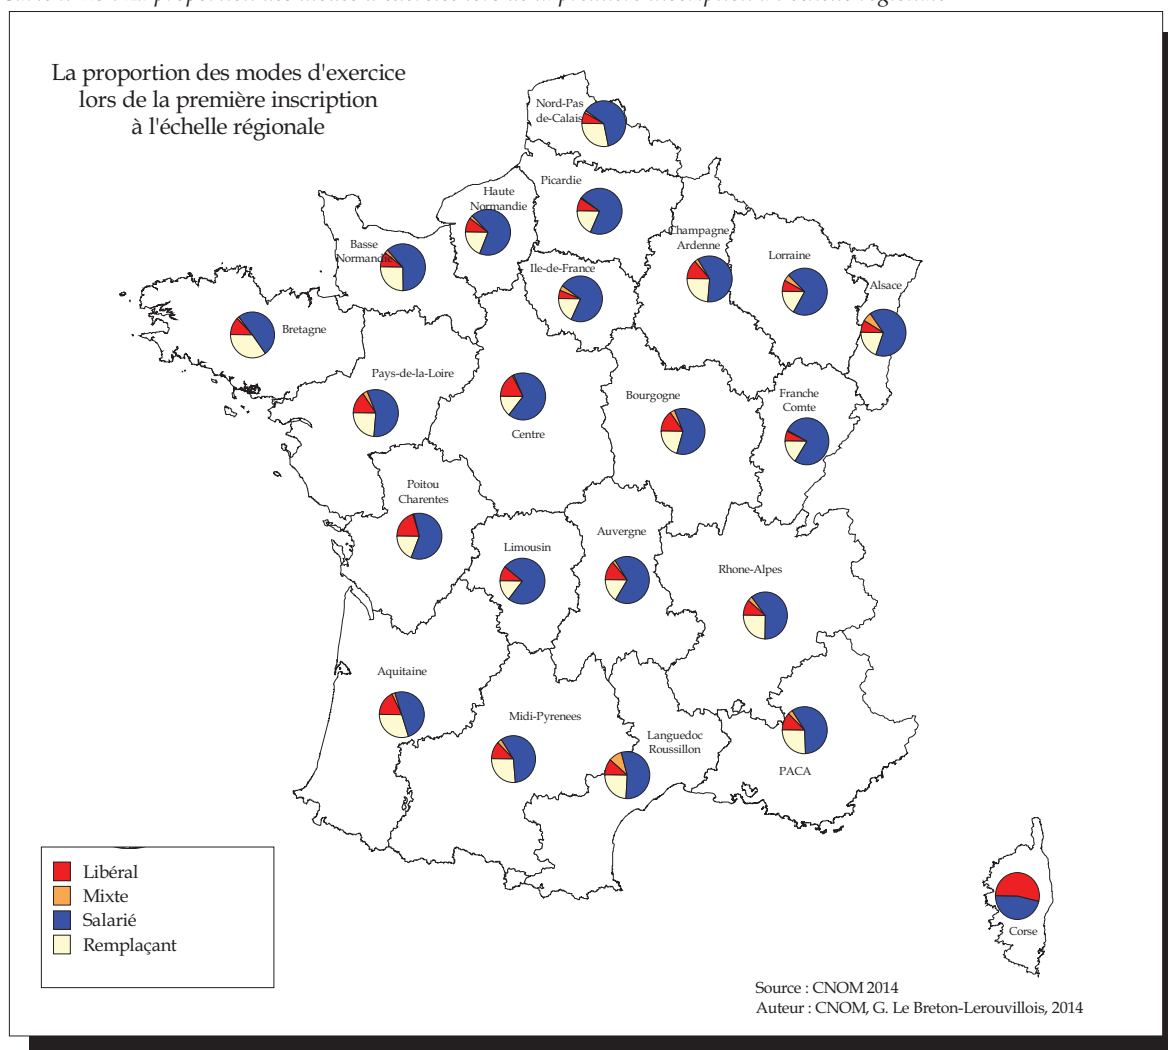 La proportion des modes d'exercice
lors de la première inscription
à l'échelle régionale
Nord-Pas
de-Calais
Picardie
Haute
Normandie
Basse
Normandie
Champagne
Ardenne
Lorraine
Ile-de-France
Alsace
Bretagne
Pays-de-la-Loire
Bourgogne
Franche
Comte
Centre
Poitou
Charentes
Auvergne
Limousin
Rhone-Alpes
Aquitaine
Midi-Pyrenees
Languedoc
Roussillon
PACA
Libéral
Mixte
Salarié
Remplaçant
Corse
Source : CNOM 2014
Auteur : CNOM, G. Le Breton-Lerouvillois, 2014